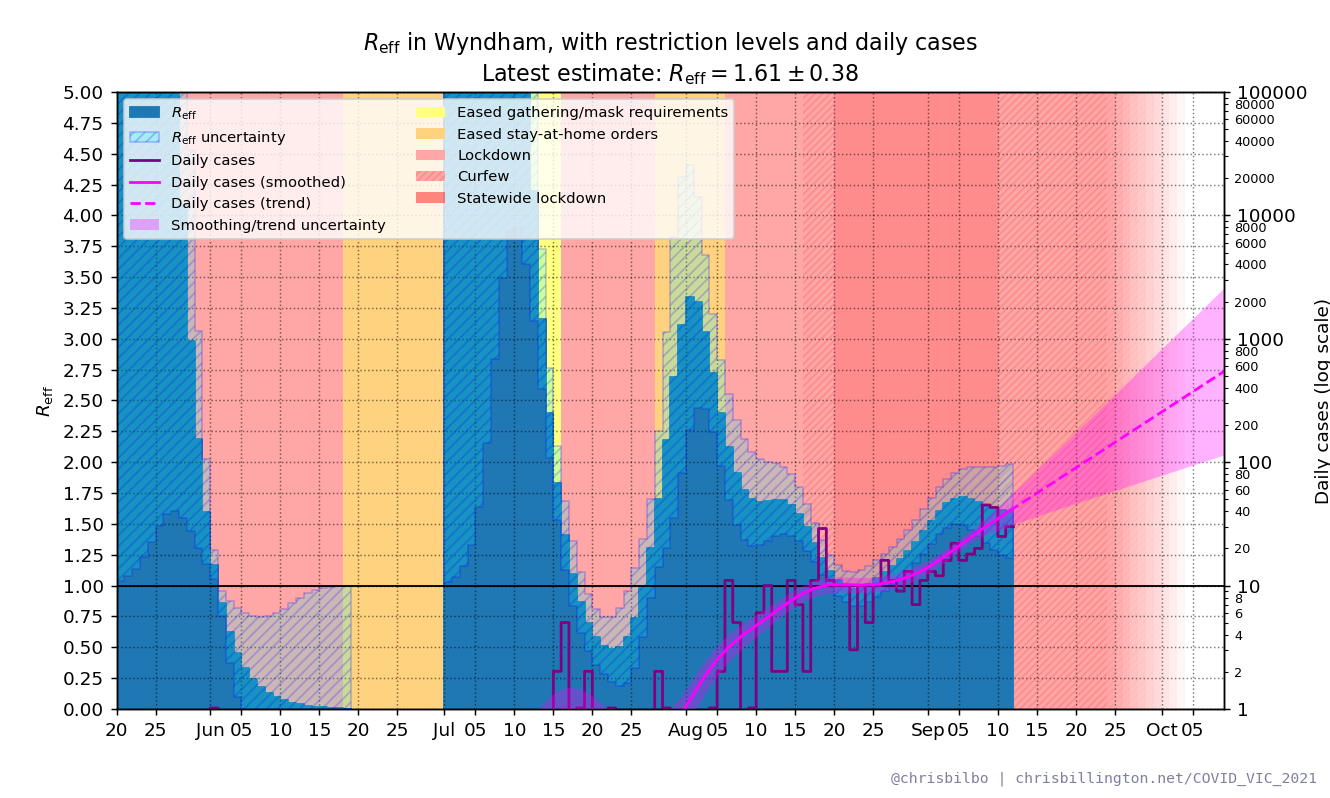 Reff in Wyndham, with restriction levels and daily cases
Latest estimate: Reff = 1.61 ± 0.38
Reff
Reff uncertainty
Daily cases
Daily cases (smoothed)
Daily cases (trend)
Smoothing/trend uncertainty
Eased gathering/mask requirements
Eased stay-at-home orders
Lockdown
Curfew
Statewide lockdown
Reff
5.00
4.75
4.50
4.25
4.00
3.75
3.50
3.25
3.00
2.75
2.50
2.25
2.00
1.75
1.50
1.25
1.00
0.75
0.50
0.25
0.00
100000
80000
60000
40000
20000
10000
8000
6000
4000
2000
1000
800
600
400
200
100
80
60
40
20
10
8
6
4
2
1
Daily cases (log scale)
20 25 Jun 05 10 15 20 25 Jul 05 10 15 20 25 Aug 05 10 15 20 25 Sep 05 10 15 20 25 Oct 05
@chrisbilbo | chrisbillington.net/COVID_VIC_2021